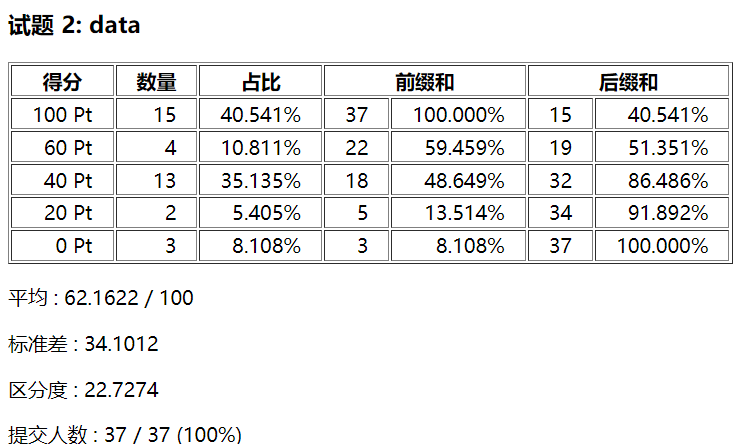 试题 2: data
得分 数量 占比 前缀和 后缀和
100 Pt 15 40.541% 37 100.000% 15 40.541%
60 Pt 4 10.811% 22 59.459% 19 51.351%
40 Pt 13 35.135% 18 48.649% 32 86.486%
20 Pt 2 5.405% 5 13.514% 34 91.892%
0 Pt 3 8.108% 3 8.108% 37 100.000%
平均 : 62.1622 / 100
标准差 : 34.1012
区分度 : 22.7274
提交人数 : 37 / 37 (100%)